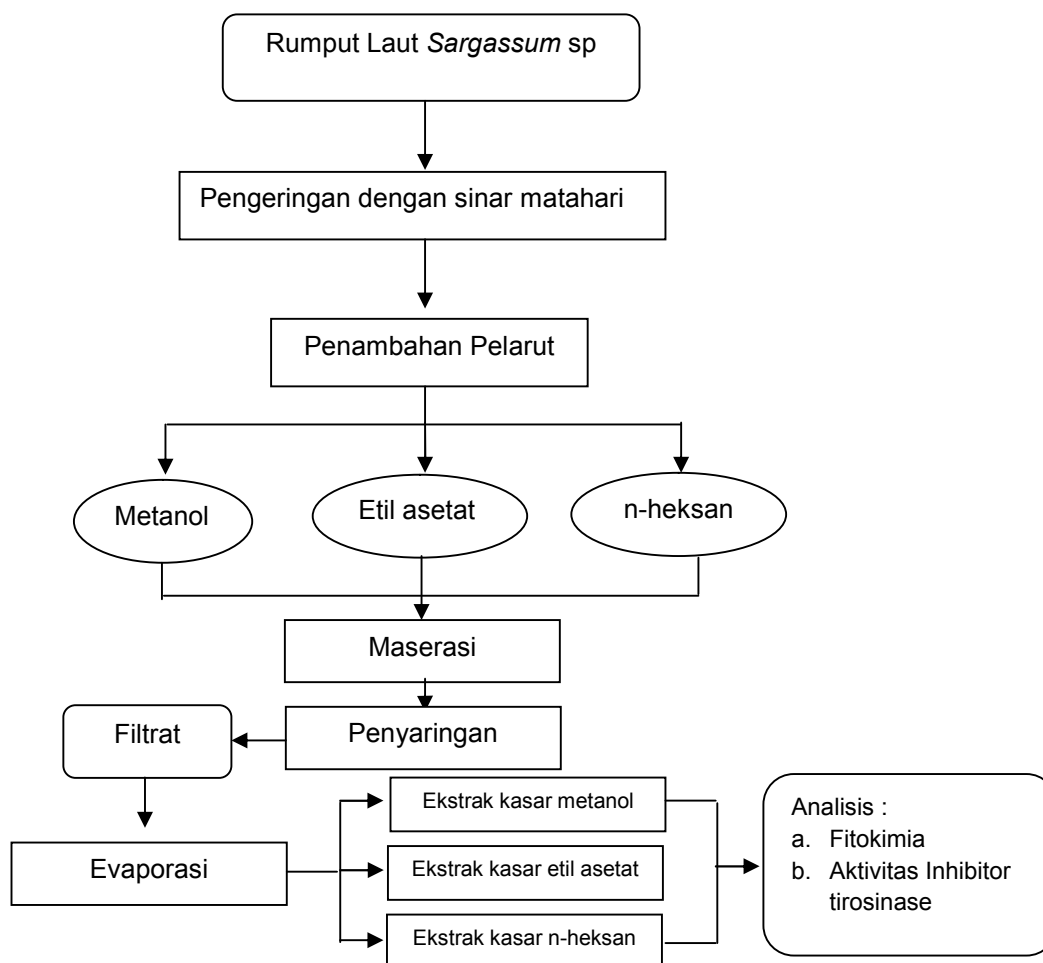 Rumput Laut Sargassum sp
Pengeringan dengan sinar matahari
Penambahan Pelarut
Metanol
Etil asetat
n-heksan
Maserasi
Penyaringan
Filtrat
Evaporasi
Ekstrak kasar metanol
Ekstrak kasar etil asetat
Ekstrak kasar n-heksan
Analisis :
a. Fitokimia
b. Aktivitas Inhibitor
tirosinase